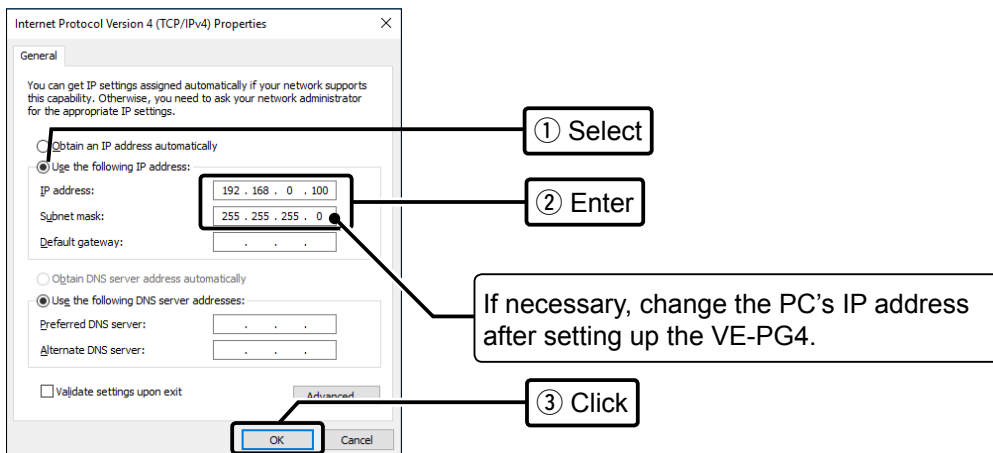 Internet Protocol Version 4 (TCP/IPv4) Properties
General
You can get IP settings assigned automatically if your network supports
this capability. Otherwise, you need to ask your network administrator
for the appropriate IP settings.
Obtain an IP address automatically
Use the following IP address:
IP address: 192 . 168 . 0 . 100
Subnet mask: 255 . 255 . 255 . 0
Default gateway: . . .
Obtain DNS server address automatically
Use the following DNS server addresses:
Preferred DNS server: . . .
Alternate DNS server: . . .
Validate settings upon exit
Advanced...
OK Cancel
① Select
② Enter
If necessary, change the PC’s IP address
after setting up the VE-PG4.
③ Click